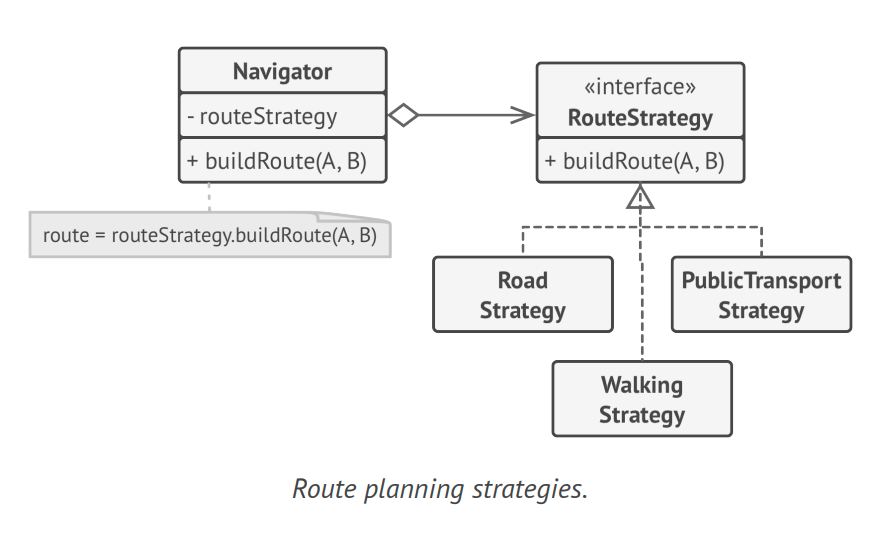 Navigator
- routeStrategy
+ buildRoute(A, B)
route = routeStrategy.buildRoute(A, B)
«interface»
RouteStrategy
+ buildRoute(A, B)
Road
Strategy
PublicTransport
Strategy
Walking
Strategy
Route planning strategies.